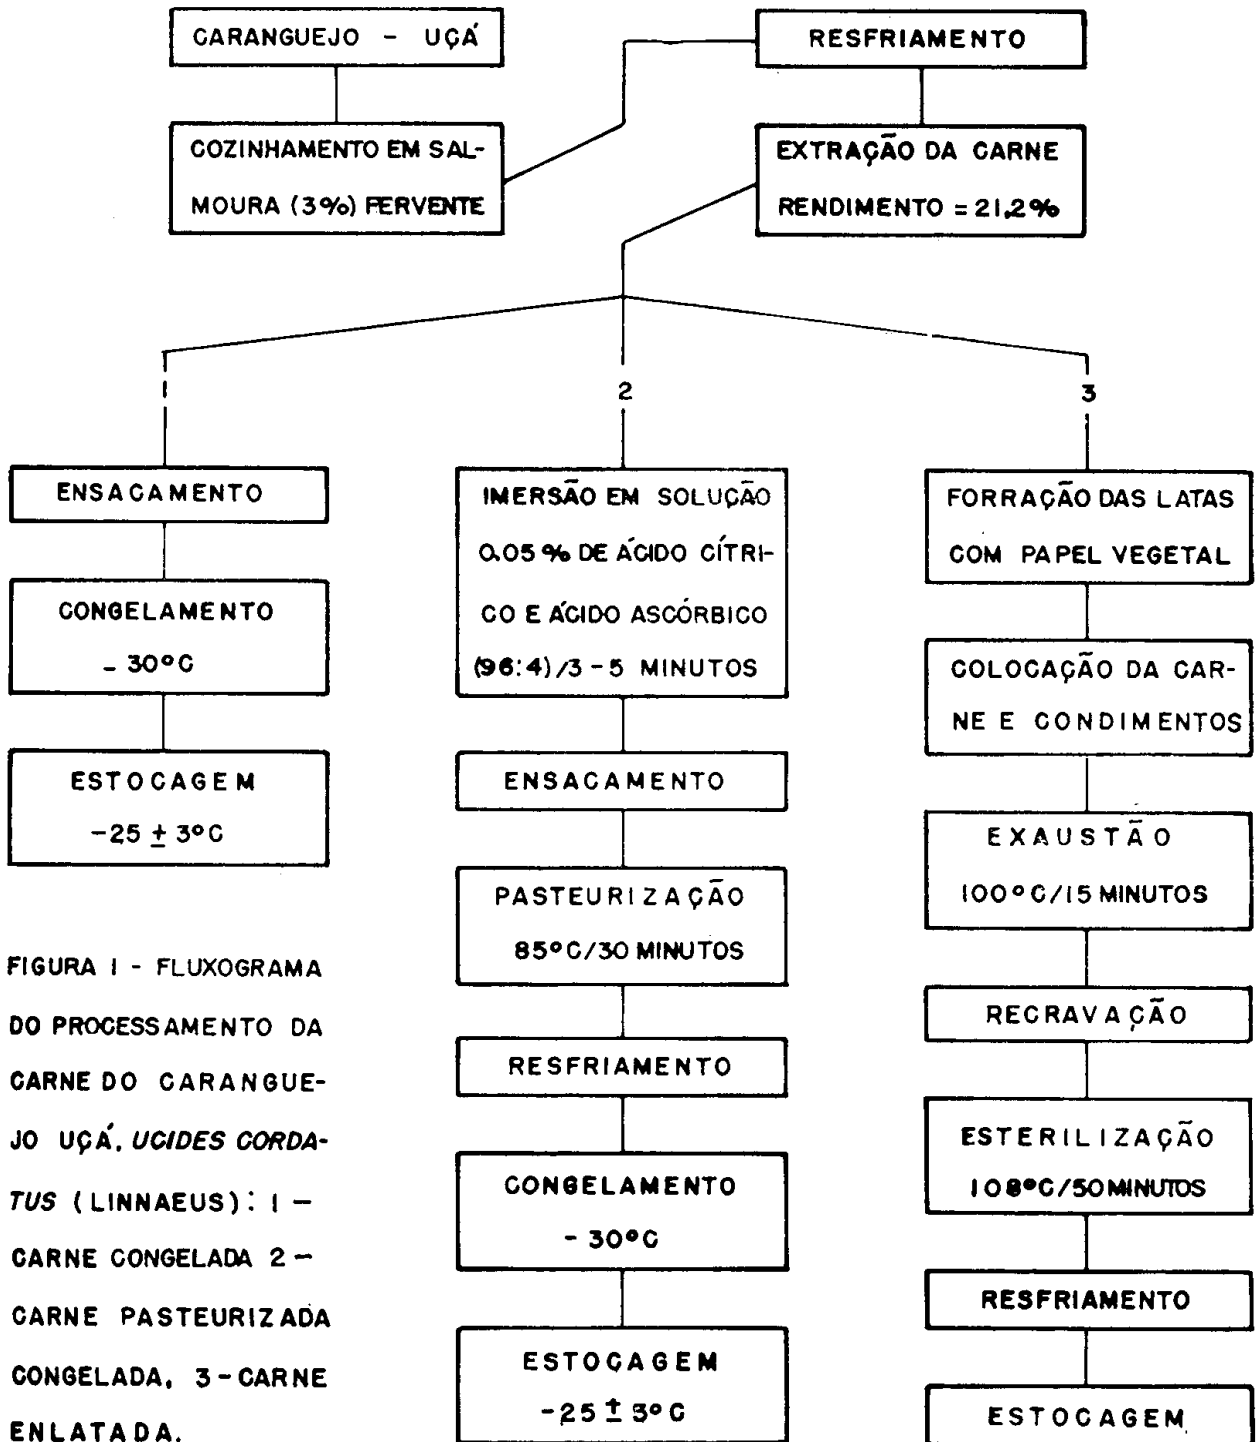 CARANGUEJO - UÇÁ
COZINHAMENTO EM SAL-
MOURA (3%) FERVENTE
RESFRIAMENTO
EXTRAÇÃO DA CARNE
RENDIMENTO = 21,2%
1
ENSACAMENTO
CONGELAMENTO
- 30°C
ESTOCAGEM
-25 ± 3°C
2
IMERSÃO EM SOLUÇÃO
0.05 % DE ÁCIDO CÍTRI-
CO E ÁCIDO ASCÓRBICO
(96:4)/3 - 5 MINUTOS
ENSACAMENTO
PASTEURIZAÇÃO
85°C/30 MINUTOS
RESFRIAMENTO
CONGELAMENTO
- 30°C
ESTOCAGEM
-25 ± 3°C
3
FORRAÇÃO DAS LATAS
COM PAPEL VEGETAL
COLOCAÇÃO DA CAR-
NE E CONDIMENTOS
EXAUSTÃO
100°C/15 MINUTOS
RECRAVAÇÃO
ESTERILIZAÇÃO
108°C/50 MINUTOS
RESFRIAMENTO
ESTOCAGEM
FIGURA 1 - FLUXOGRAMA
DO PROCESSAMENTO DA
CARNE DO CARANGUE-
JO UÇÁ, UCIDES CORDA-
TUS (LINNAEUS): 1 -
CARNE CONGELADA 2 -
CARNE PASTEURIZADA
CONGELADA, 3 - CARNE
ENLATADA.